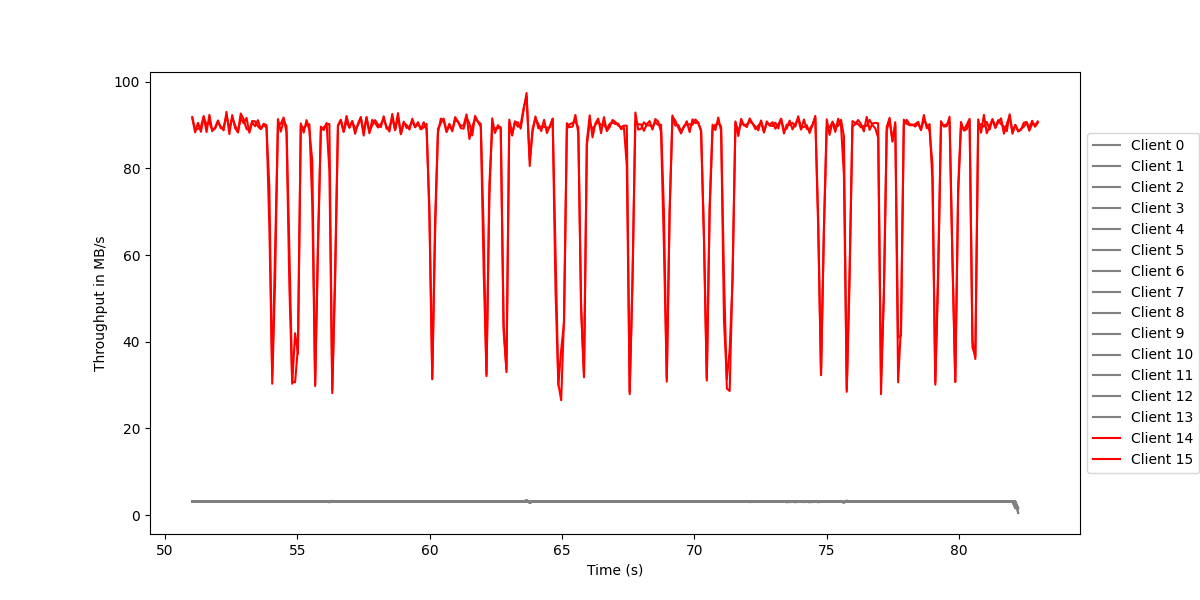 100
80
60
40
20
0
Throughput in MB/s
50 55 60 65 70 75 80
Time (s)
Client 0
Client 1
Client 2
Client 3
Client 4
Client 5
Client 6
Client 7
Client 8
Client 9
Client 10
Client 11
Client 12
Client 13
Client 14
Client 15